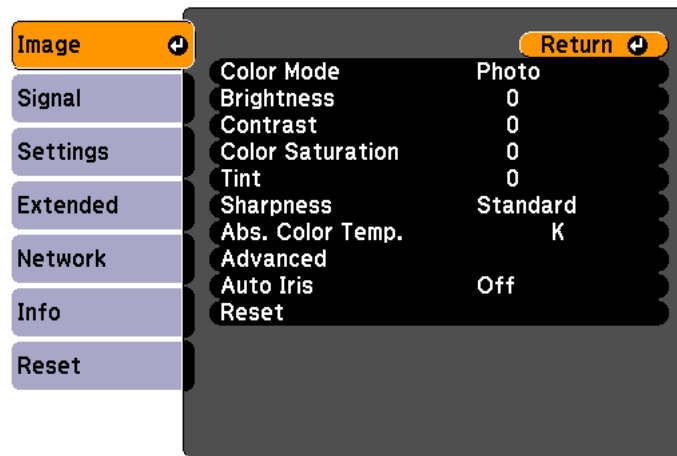 Image
Signal
Settings
Extended
Network
Info
Reset
Return
Color Mode Photo
Brightness 0
Contrast 0
Color Saturation 0
Tint 0
Sharpness Standard
Abs. Color Temp. K
Advanced
Auto Iris Off
Reset